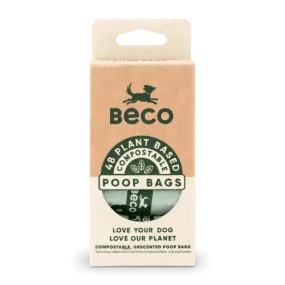 BECO
48 PLANT BASED
COMPOSTABLE
POOP BAGS
LOVE YOUR DOG
LOVE OUR PLANET
COMPOSTABLE, UNSCENTED POOP BAGS